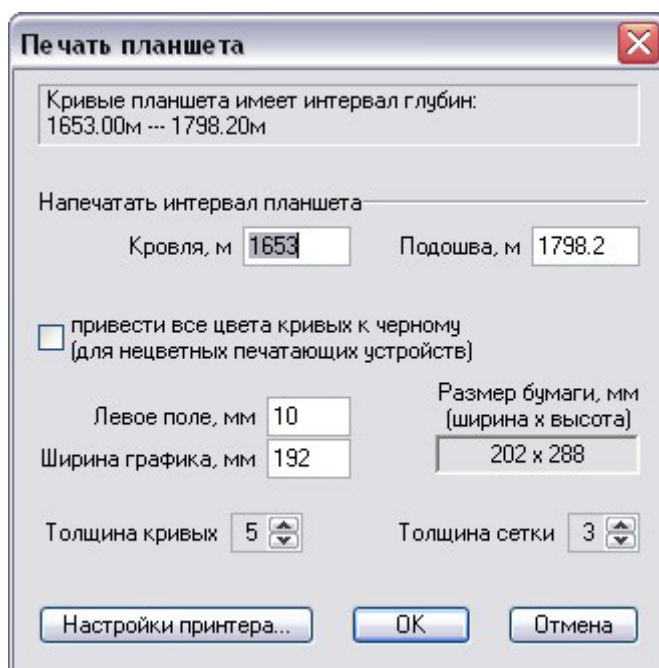 Печать планшета
Кривые планшета имеет интервал глубин:
1653.00м --- 1798.20м
Напечатать интервал планшета
Кровля, м 1653 Подошва, м 1798.2
привести все цвета кривых к черному
(для нецветных печатающих устройств)
Размер бумаги, мм
Левое поле, мм 10 (ширина х высота)
Ширина графика, мм 192 202 x 288
Толщина кривых 5 Толщина сетки 3
Настройки принтера... OK Отмена